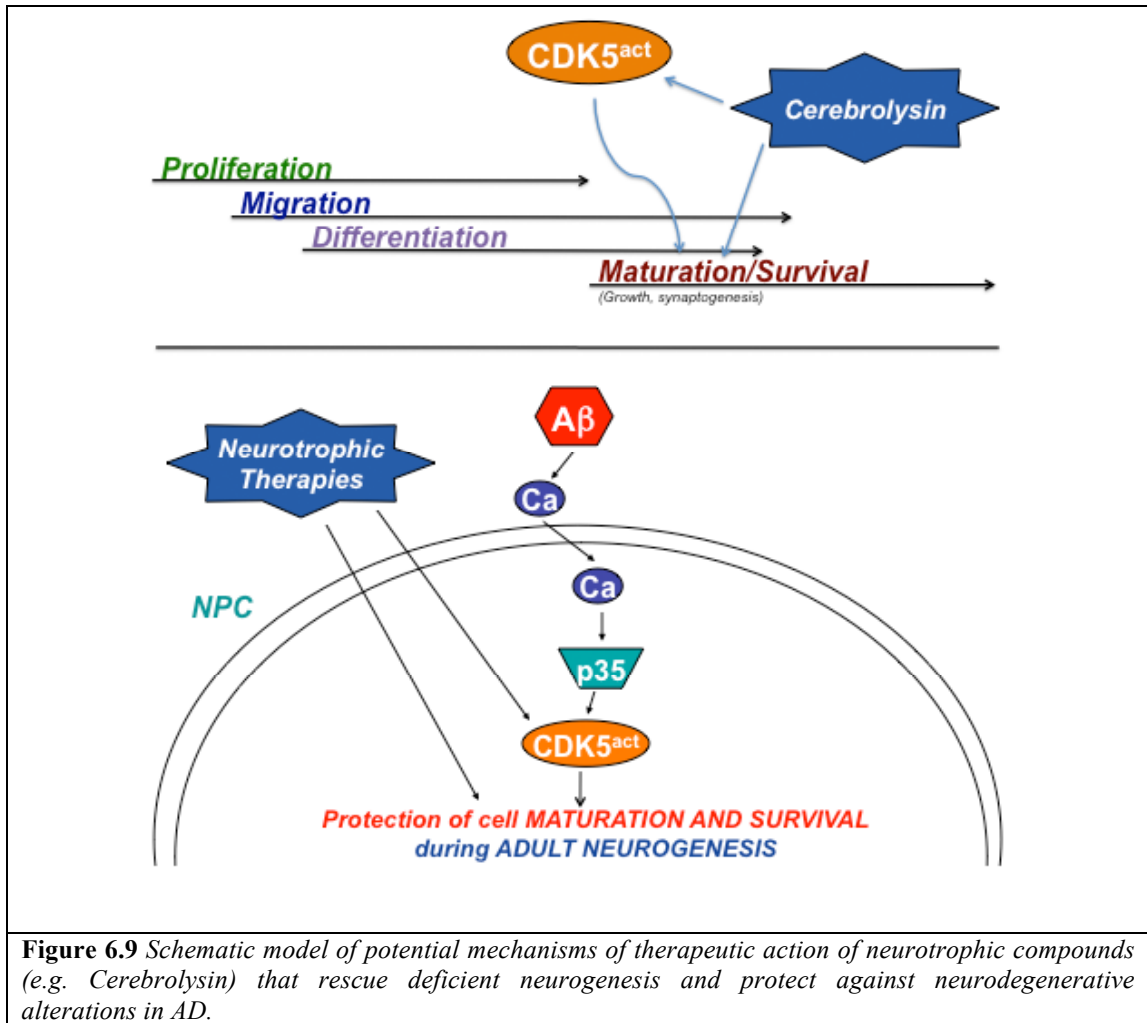 CDK5act
Cerebrolysin
Proliferation
Migration
Differentiation
Maturation/Survival
(Growth, synaptogenesis)
Aβ
Neurotrophic
Therapies
Ca
Ca
NPC
p35
CDK5act
Protection of cell MATURATION AND SURVIVAL
during ADULT NEUROGENESIS
Figure 6.9 Schematic model of potential mechanisms of therapeutic action of neurotrophic compounds
(e.g. Cerebrolysin) that rescue deficient neurogenesis and protect against neurodegenerative
alterations in AD.